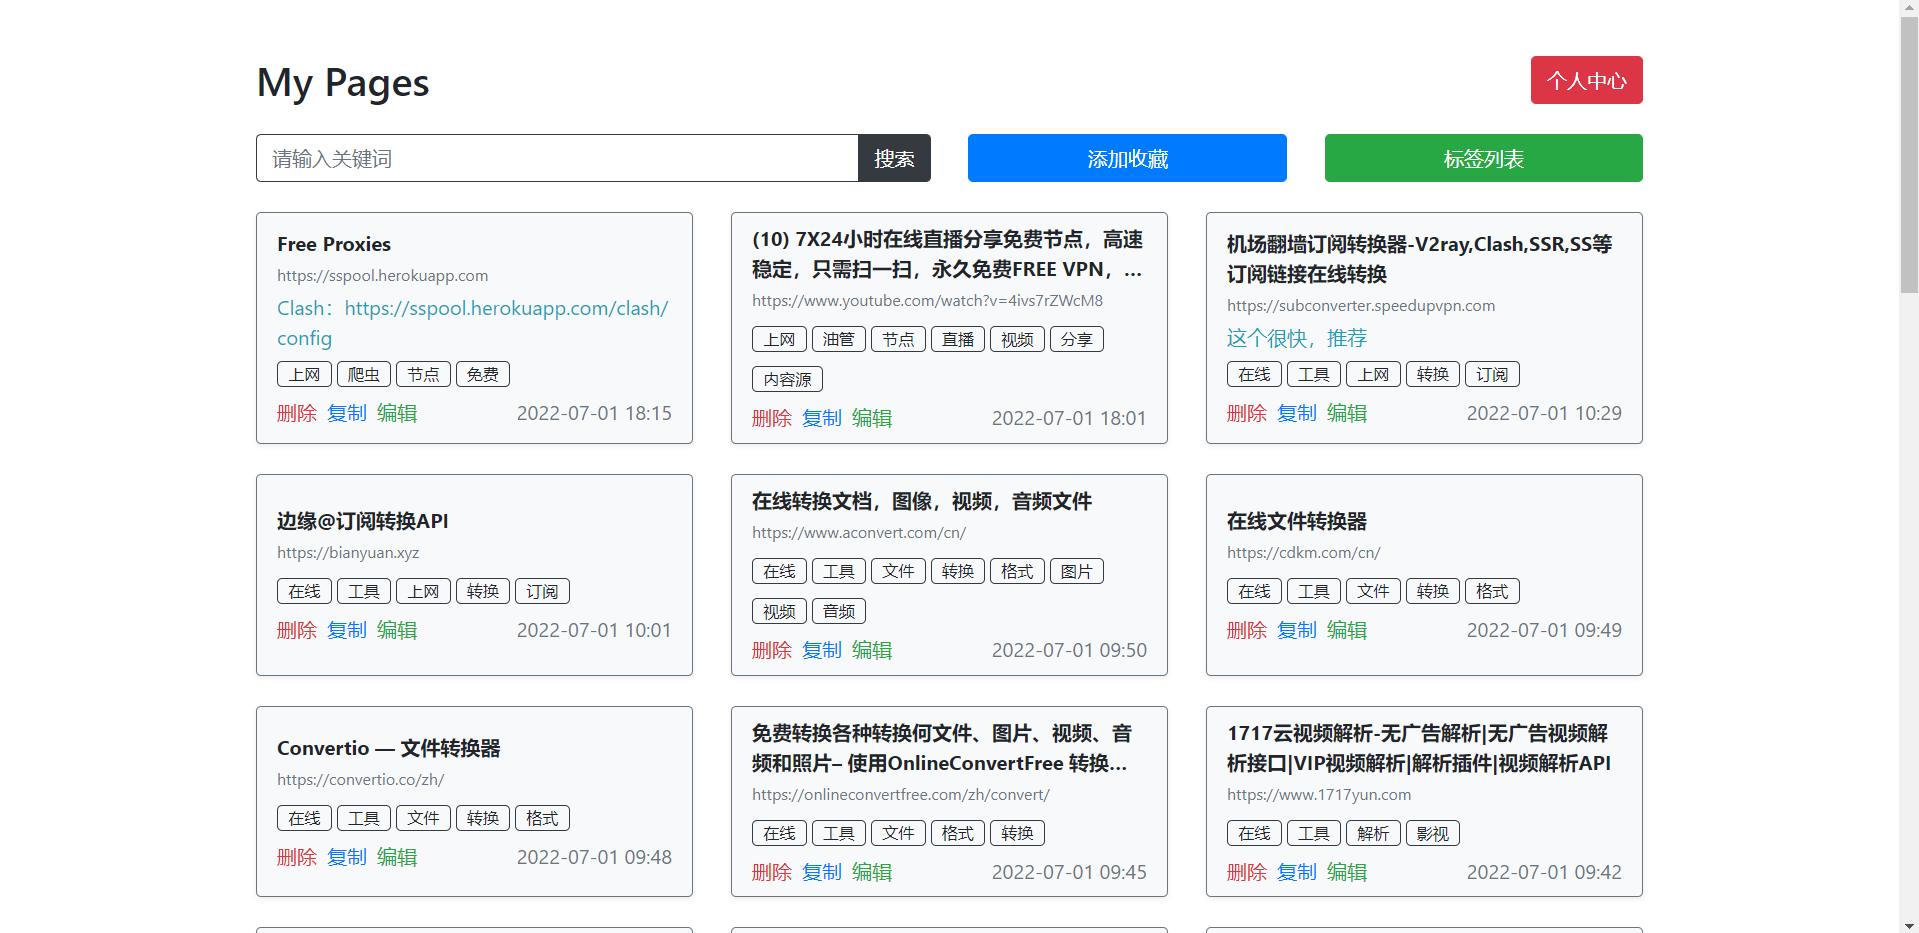 My Pages
个人中心
请输入关键词
搜索
添加收藏
标签列表
Free Proxies
https://sspool.herokuapp.com
Clash：https://sspool.herokuapp.com/clash/
config
上网 爬虫 节点 免费
删除 复制 编辑 2022-07-01 18:15
(10) 7X24小时在线直播分享免费节点，高速
稳定，只需扫一扫，永久免费FREE VPN，...
https://www.youtube.com/watch?v=4ivs7rZWcM8
上网 油管 节点 直播 视频 分享
内容源
删除 复制 编辑 2022-07-01 18:01
机场翻墙订阅转换器-V2ray,Clash,SSR,SS等
订阅链接在线转换
https://subconverter.speedupvpn.com
这个很快，推荐
在线 工具 上网 转换 订阅
删除 复制 编辑 2022-07-01 10:29
边缘@订阅转换API
https://bianyuan.xyz
在线 工具 上网 转换 订阅
删除 复制 编辑 2022-07-01 10:01
在线转换文档，图像，视频，音频文件
https://www.aconvert.com/cn/
在线 工具 文件 转换 格式 图片
视频 音频
删除 复制 编辑 2022-07-01 09:50
在线文件转换器
https://cdkm.com/cn/
在线 工具 文件 转换 格式
删除 复制 编辑 2022-07-01 09:49
Convertio — 文件转换器
https://convertio.co/zh/
在线 工具 文件 转换 格式
删除 复制 编辑 2022-07-01 09:48
免费转换各种转换何文件、图片、视频、音
频和照片– 使用OnlineConvertFree 转换...
https://onlineconvertfree.com/zh/convert/
在线 工具 文件 格式 转换
删除 复制 编辑 2022-07-01 09:45
1717云视频解析-无广告解析|无广告视频解
析接口|VIP视频解析|解析插件|视频解析API
https://www.1717yun.com
在线 工具 解析 影视
删除 复制 编辑 2022-07-01 09:42